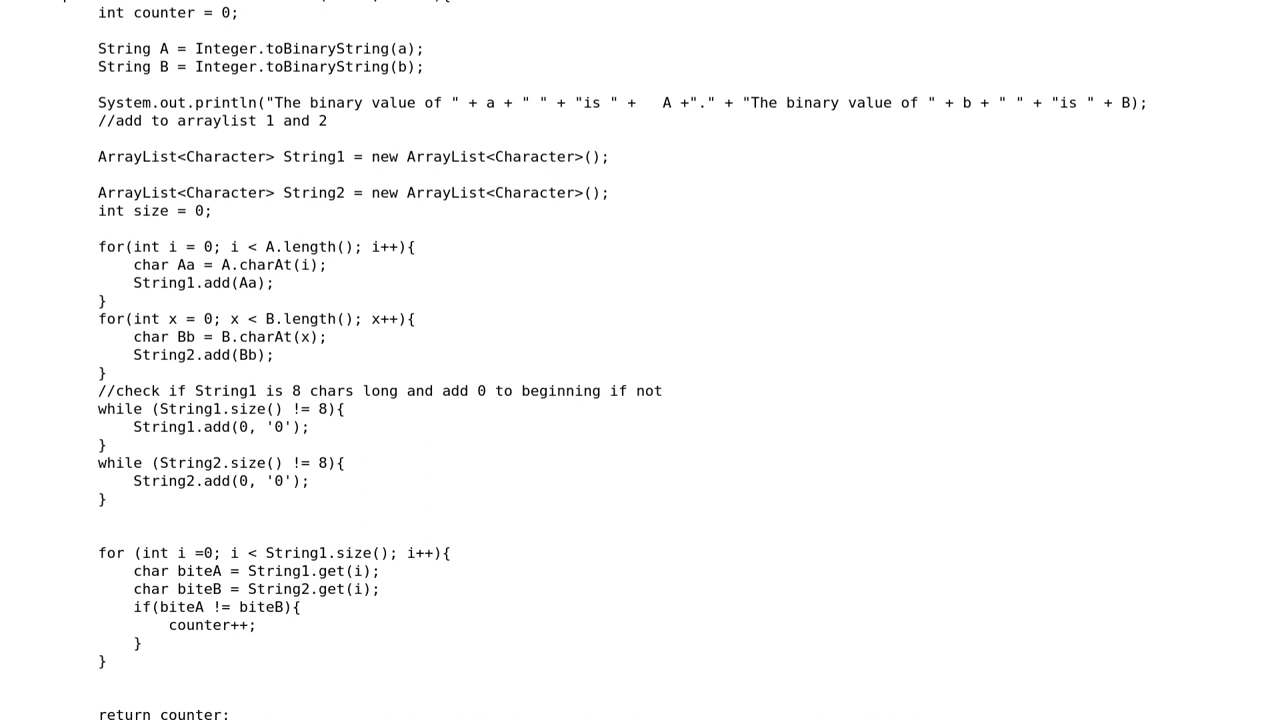 int counter = 0;
String A = Integer.toBinaryString(a);
String B = Integer.toBinaryString(b);
System.out.println("The binary value of " + a + " " + "is " +   A +"." + "The binary value of " + b + " " + "is " + B);
//add to arraylist 1 and 2
ArrayList<Character> String1 = new ArrayList<Character>();
ArrayList<Character> String2 = new ArrayList<Character>();
int size = 0;
for(int i = 0; i < A.length(); i++){
    char Aa = A.charAt(i);
    String1.add(Aa);
}
for(int x = 0; x < B.length(); x++){
    char Bb = B.charAt(x);
    String2.add(Bb);
}
//check if String1 is 8 chars long and add 0 to beginning if not
while (String1.size() != 8){
    String1.add(0, '0');
}
while (String2.size() != 8){
    String2.add(0, '0');
}
for (int i =0; i < String1.size(); i++){
    char biteA = String1.get(i);
    char biteB = String2.get(i);
    if(biteA != biteB){
        counter++;
    }
}
return counter;